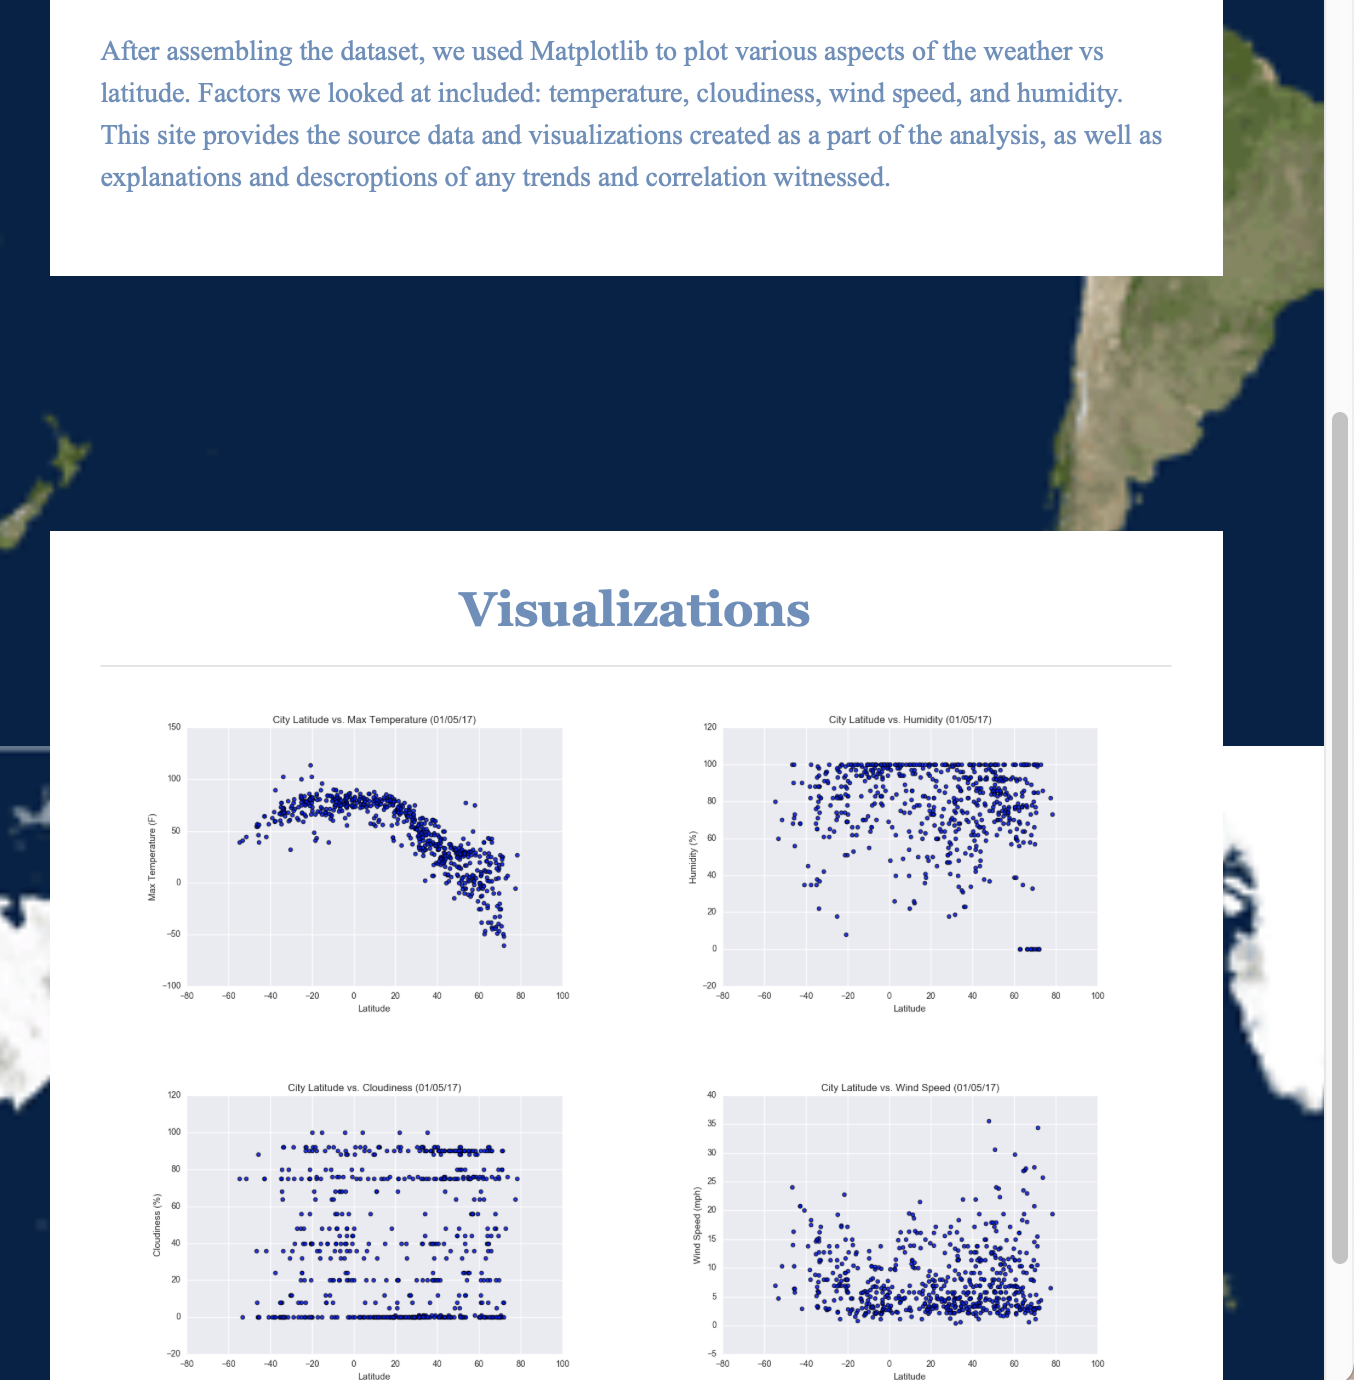 After assembling the dataset, we used Matplotlib to plot various aspects of the weather vs
latitude. Factors we looked at included: temperature, cloudiness, wind speed, and humidity.
This site provides the source data and visualizations created as a part of the analysis, as well as
explanations and descroptions of any trends and correlation witnessed.
Visualizations
City Latitude vs. Max Temperature (01/05/17)
150
100
50
0
−50
−100
Max Temperature (F)
−80 −60 −40 −20 0 20 40 60 80 100
Latitude
City Latitude vs. Humidity (01/05/17)
120
100
80
60
40
20
0
−20
Humidity (%)
−80 −60 −40 −20 0 20 40 60 80 100
Latitude
City Latitude vs. Cloudiness (01/05/17)
120
100
80
60
40
20
0
−20
Cloudiness (%)
−80 −60 −40 −20 0 20 40 60 80 100
Latitude
City Latitude vs. Wind Speed (01/05/17)
40
35
30
25
20
15
10
5
0
−5
Wind Speed (mph)
−80 −60 −40 −20 0 20 40 60 80 100
Latitude